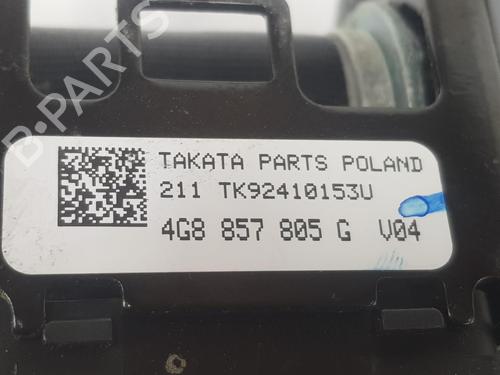 B-PARTS
TAKATA PARTS POLAND
211 TK92410153U
4G8 857 805 G V04